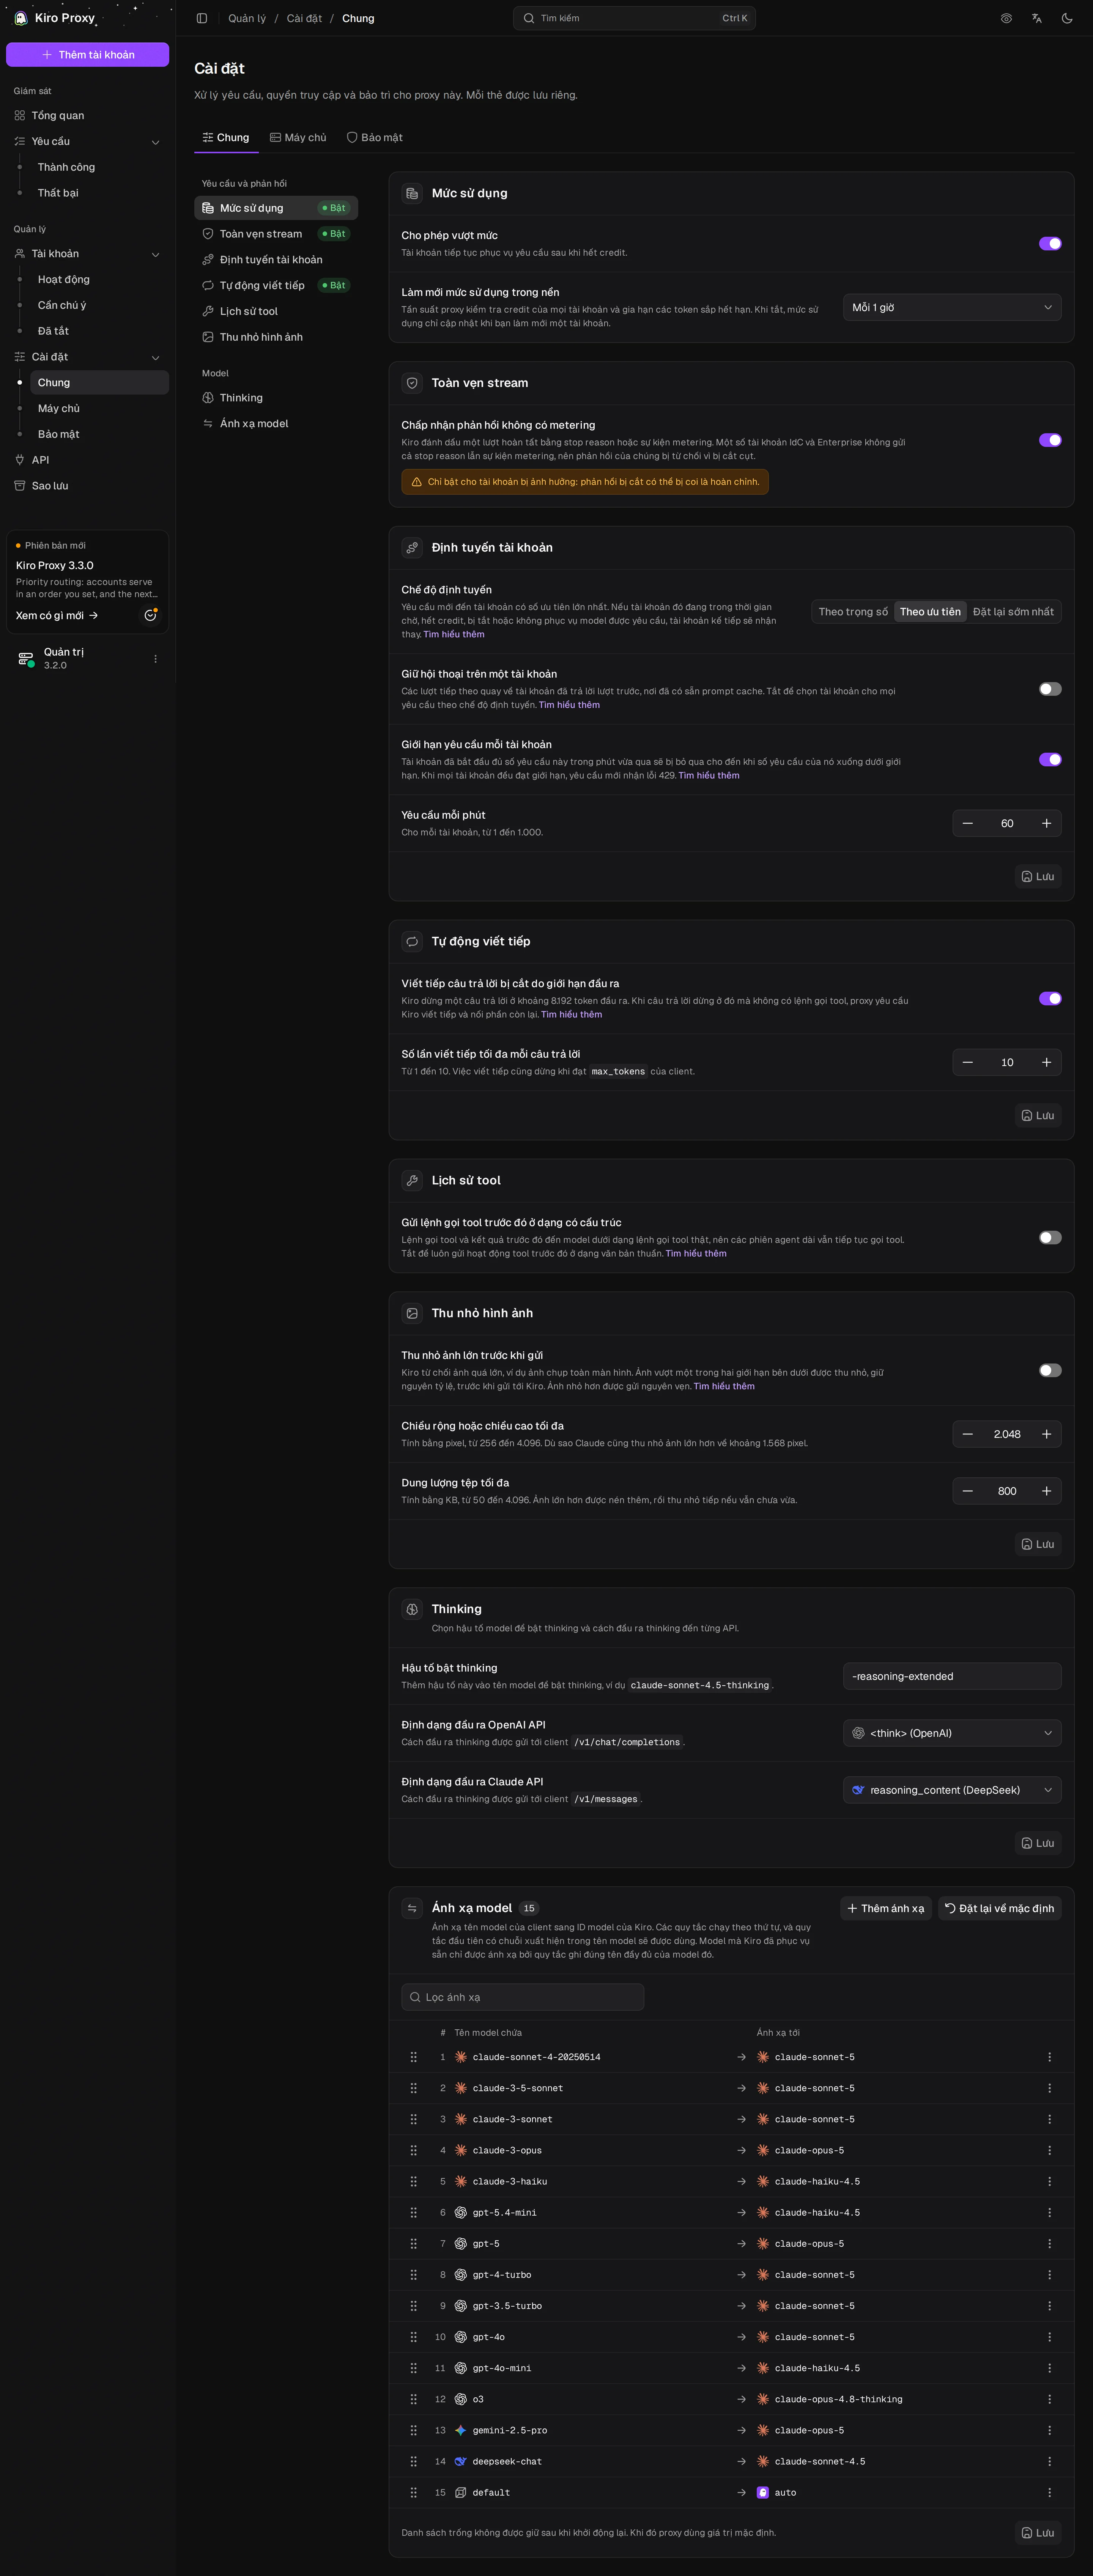 Kiro Proxy
Thêm tài khoản
Giám sát
Tổng quan
Yêu cầu
Thành công
Thất bại
Quản lý
Tài khoản
Hoạt động
Cần chú ý
Đã tắt
Cài đặt
Chung
Máy chủ
Bảo mật
API
Sao lưu
Phiên bản mới
Kiro Proxy 3.3.0
Priority routing: accounts serve
in an order you set, and the next...
Xem có gì mới
Quản trị
3.2.0
Quản lý / Cài đặt / Chung
Tìm kiếm Ctrl K
Cài đặt
Xử lý yêu cầu, quyền truy cập và bảo trì cho proxy này. Mỗi thẻ được lưu riêng.
Chung Máy chủ Bảo mật
Yêu cầu và phản hồi
Mức sử dụng Bật
Toàn vẹn stream Bật
Định tuyến tài khoản
Tự động viết tiếp Bật
Lịch sử tool
Thu nhỏ hình ảnh
Model
Thinking
Ánh xạ model
Mức sử dụng
Cho phép vượt mức
Tài khoản tiếp tục phục vụ yêu cầu sau khi hết credit.
Làm mới mức sử dụng trong nền
Tần suất proxy kiểm tra credit của mọi tài khoản và gia hạn các token sắp hết hạn. Khi tắt, mức sử
dụng chỉ cập nhật khi bạn làm mới một tài khoản.
Mỗi 1 giờ
Toàn vẹn stream
Chấp nhận phản hồi không có metering
Kiro đánh dấu một lượt hoàn tất bằng stop reason hoặc sự kiện metering. Một số tài khoản IdC và Enterprise không gửi
cả stop reason lẫn sự kiện metering, nên phản hồi của chúng bị từ chối vì bị cắt cụt.
Chỉ bật cho tài khoản bị ảnh hưởng: phản hồi bị cắt có thể bị coi là hoàn chỉnh.
Định tuyến tài khoản
Chế độ định tuyến
Yêu cầu mới đến tài khoản có số ưu tiên lớn nhất. Nếu tài khoản đó đang trong thời gian
chờ, hết credit, bị tắt hoặc không phục vụ model được yêu cầu, tài khoản kế tiếp sẽ nhận
thay. Tìm hiểu thêm
Theo trọng số Theo ưu tiên Đặt lại sớm nhất
Giữ hội thoại trên một tài khoản
Các lượt tiếp theo quay về tài khoản đã trả lời lượt trước, nơi đã có sẵn prompt cache. Tắt để chọn tài khoản cho mọi
yêu cầu theo chế độ định tuyến. Tìm hiểu thêm
Giới hạn yêu cầu mỗi tài khoản
Tài khoản đã bắt đầu đủ số yêu cầu này trong phút vừa qua sẽ bị bỏ qua cho đến khi số yêu cầu của nó xuống dưới giới
hạn. Khi mọi tài khoản đều đạt giới hạn, yêu cầu mới nhận lỗi 429. Tìm hiểu thêm
Yêu cầu mỗi phút
Cho mỗi tài khoản, từ 1 đến 1.000.
60
Lưu
Tự động viết tiếp
Viết tiếp câu trả lời bị cắt do giới hạn đầu ra
Kiro dừng một câu trả lời ở khoảng 8.192 token đầu ra. Khi câu trả lời dừng ở đó mà không có lệnh gọi tool, proxy yêu cầu
Kiro viết tiếp và nối phần còn lại. Tìm hiểu thêm
Số lần viết tiếp tối đa mỗi câu trả lời
Từ 1 đến 10. Việc viết tiếp cũng dừng khi đạt max_tokens của client.
10
Lưu
Lịch sử tool
Gửi lệnh gọi tool trước đó ở dạng có cấu trúc
Lệnh gọi tool và kết quả trước đó đến model dưới dạng lệnh gọi tool thật, nên các phiên agent dài vẫn tiếp tục gọi tool.
Tắt để luôn gửi hoạt động tool trước đó ở dạng văn bản thuần. Tìm hiểu thêm
Thu nhỏ hình ảnh
Thu nhỏ ảnh lớn trước khi gửi
Kiro từ chối ảnh quá lớn, ví dụ ảnh chụp toàn màn hình. Ảnh vượt một trong hai giới hạn bên dưới được thu nhỏ, giữ
nguyên tỷ lệ, trước khi gửi tới Kiro. Ảnh nhỏ hơn được gửi nguyên vẹn. Tìm hiểu thêm
Chiều rộng hoặc chiều cao tối đa
Tính bằng pixel, từ 256 đến 4.096. Dù sao Claude cũng thu nhỏ ảnh lớn hơn về khoảng 1.568 pixel.
2.048
Dung lượng tệp tối đa
Tính bằng KB, từ 50 đến 4.096. Ảnh lớn hơn được nén thêm, rồi thu nhỏ tiếp nếu vẫn chưa vừa.
800
Lưu
Thinking
Chọn hậu tố model để bật thinking và cách đầu ra thinking đến từng API.
Hậu tố bật thinking
Thêm hậu tố này vào tên model để bật thinking, ví dụ claude-sonnet-4.5-thinking.
-reasoning-extended
Định dạng đầu ra OpenAI API
Cách đầu ra thinking được gửi tới client /v1/chat/completions.
<think> (OpenAI)
Định dạng đầu ra Claude API
Cách đầu ra thinking được gửi tới client /v1/messages.
reasoning_content (DeepSeek)
Lưu
Ánh xạ model 15
Thêm ánh xạ Đặt lại về mặc định
Ánh xạ tên model của client sang ID model của Kiro. Các quy tắc chạy theo thứ tự, và quy
tắc đầu tiên có chuỗi xuất hiện trong tên model sẽ được dùng. Model mà Kiro đã phục vụ
sẵn chỉ được ánh xạ bởi quy tắc ghi đúng tên đầy đủ của model đó.
Lọc ánh xạ
# Tên model chứa Ánh xạ tới
1 claude-sonnet-4-20250514 → claude-sonnet-5
2 claude-3-5-sonnet → claude-sonnet-5
3 claude-3-sonnet → claude-sonnet-5
4 claude-3-opus → claude-opus-5
5 claude-3-haiku → claude-haiku-4.5
6 gpt-5.4-mini → claude-haiku-4.5
7 gpt-5 → claude-opus-5
8 gpt-4-turbo → claude-sonnet-5
9 gpt-3.5-turbo → claude-sonnet-5
10 gpt-4o → claude-sonnet-5
11 gpt-4o-mini → claude-haiku-4.5
12 o3 → claude-opus-4.8-thinking
13 gemini-2.5-pro → claude-opus-5
14 deepseek-chat → claude-sonnet-4.5
15 default → auto
Danh sách trống không được giữ sau khi khởi động lại. Khi đó proxy dùng giá trị mặc định.
Lưu